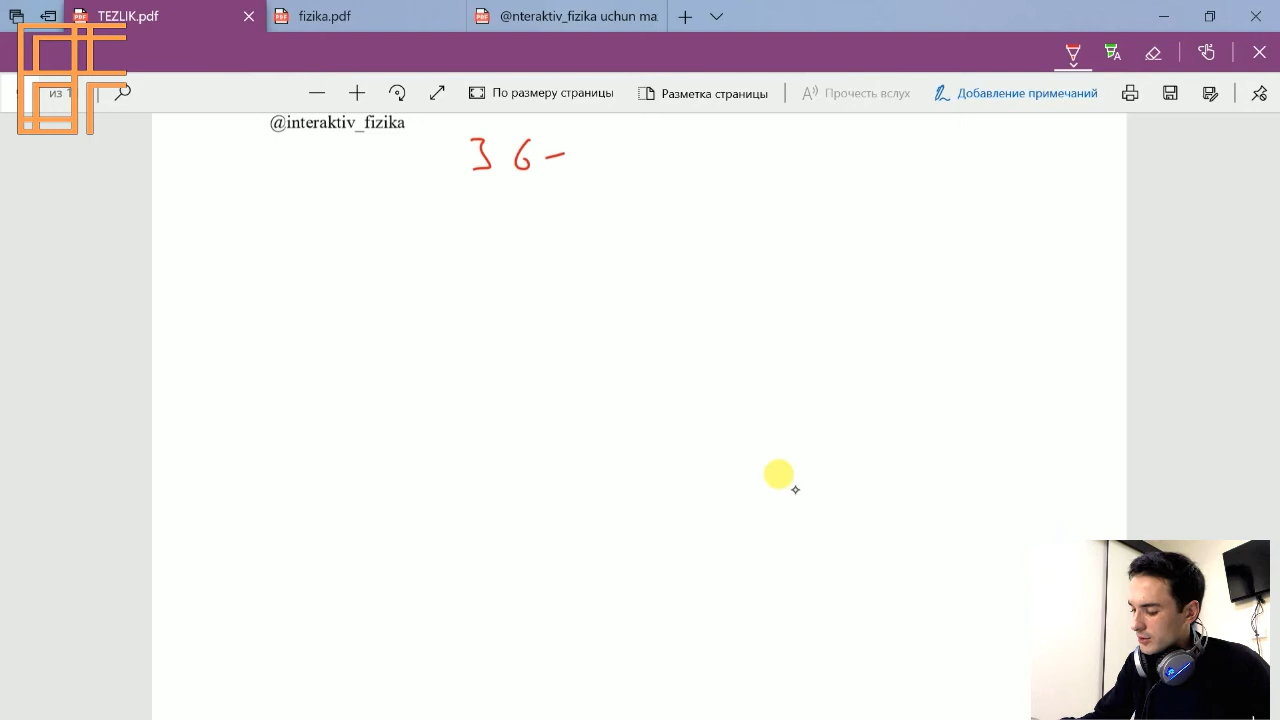 TEZLIK.pdf fizika.pdf @nteraktiv_fizika uchun ma
из 1 По размеру страницы Разметка страницы Прочесть вслух Добавление примечаний
@interaktiv_fizika
3 6 -